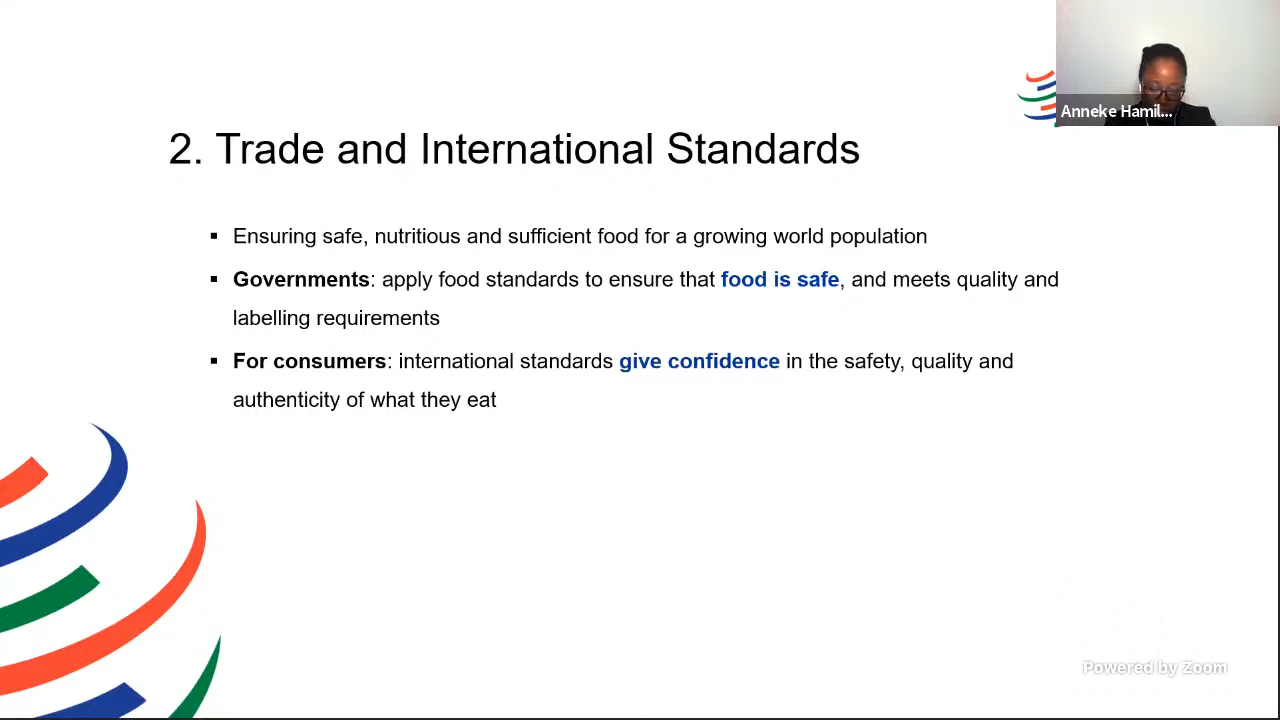 Anneke Hamil...
2. Trade and International Standards
▪ Ensuring safe, nutritious and sufficient food for a growing world population
▪ Governments: apply food standards to ensure that food is safe, and meets quality and
labelling requirements
▪ For consumers: international standards give confidence in the safety, quality and
authenticity of what they eat
Powered by Zoom